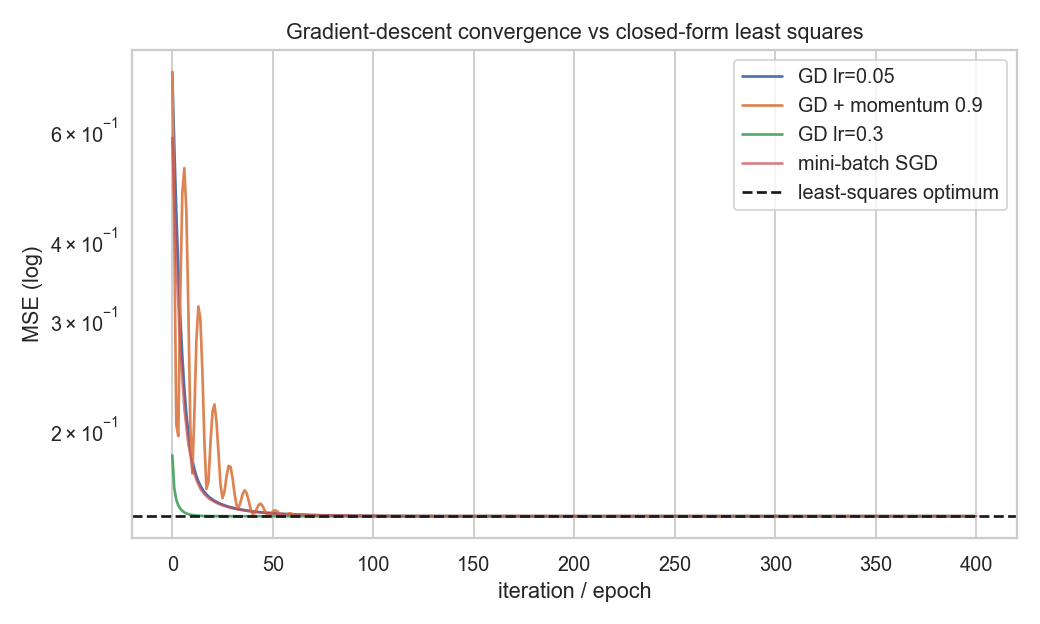 Gradient-descent convergence vs closed-form least squares
GD lr=0.05
GD + momentum 0.9
GD lr=0.3
mini-batch SGD
least-squares optimum
MSE (log)
6 × 10⁻¹
4 × 10⁻¹
3 × 10⁻¹
2 × 10⁻¹
0 50 100 150 200 250 300 350 400
iteration / epoch